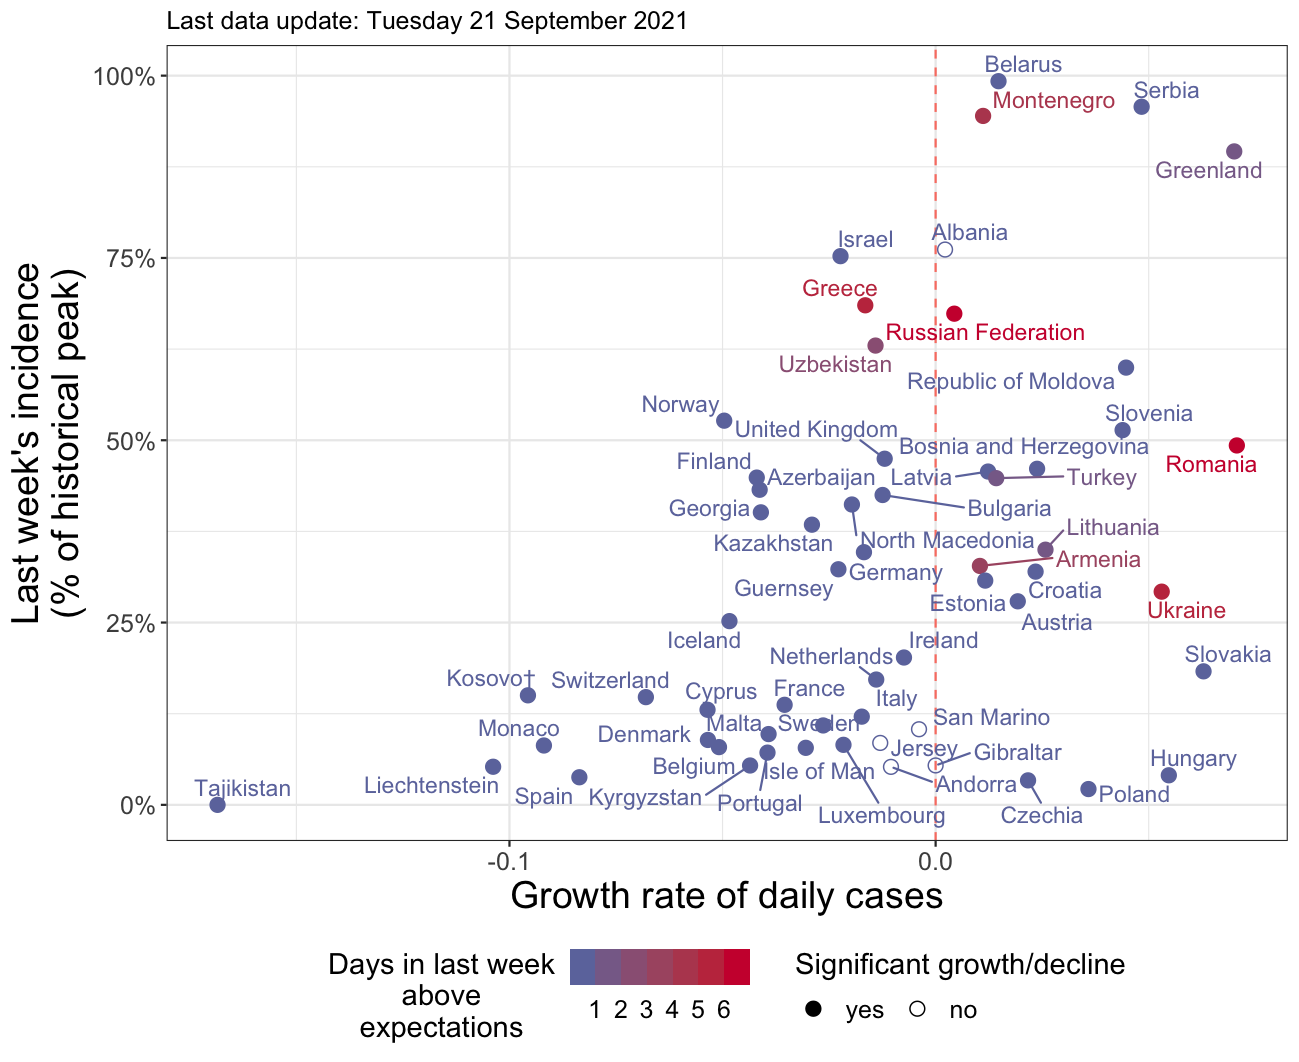 Last data update: Tuesday 21 September 2021
Last week's incidence
(% of historical peak)
100%
75%
50%
25%
0%
Belarus
Serbia
Montenegro
Greenland
Albania
Israel
Greece
Russian Federation
Uzbekistan
Republic of Moldova
Norway
Slovenia
United Kingdom
Bosnia and Herzegovina
Finland
Romania
Azerbaijan
Latvia
Turkey
Georgia
Bulgaria
Lithuania
Kazakhstan
North Macedonia
Armenia
Germany
Guernsey
Croatia
Estonia
Ukraine
Austria
Iceland
Ireland
Netherlands
Slovakia
Kosovo†
Switzerland
France
Cyprus
Italy
San Marino
Malta
Sweden
Monaco
Denmark
Jersey
Gibraltar
Hungary
Belgium
Isle of Man
Liechtenstein
Andorra
Tajikistan
Spain
Kyrgyzstan
Poland
Portugal
Luxembourg
Czechia
-0.1
0.0
Growth rate of daily cases
Days in last week
above
expectations
1 2 3 4 5 6
Significant growth/decline
yes
no